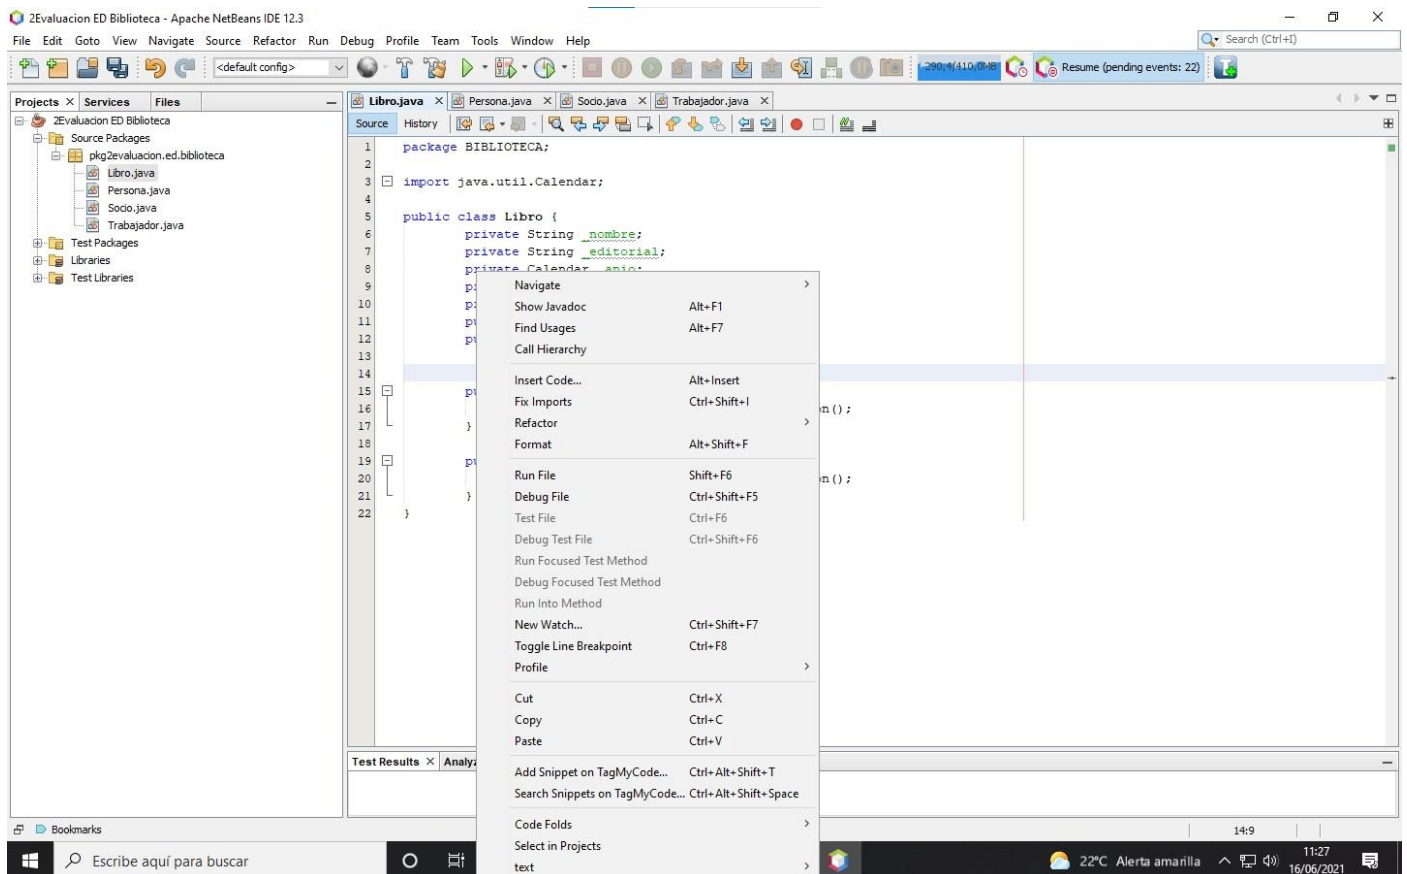 2Evaluacion ED Biblioteca - Apache NetBeans IDE 12.3
File Edit Goto View Navigate Source Refactor Run Debug Profile Team Tools Window Help
Search (Ctrl+I)
<default config>
Resume (pending events: 22)
Projects Services Files
Libro.java Persona.java Socio.java Trabajador.java
2Evaluacion ED Biblioteca
Source Packages
pkg2evaluacion.ed.biblioteca
Libro.java
Persona.java
Socio.java
Trabajador.java
Test Packages
Libraries
Test Libraries
Source History
1 package BIBLIOTECA;
2
3 import java.util.Calendar;
4
5 public class Libro {
6 private String _nombre;
7 private String _editorial;
8 private Calendar _anio;
9
10
11
12
13
14
15
16 n();
17 }
18
19
20 n();
21 }
22 }
Navigate
Show Javadoc Alt+F1
Find Usages Alt+F7
Call Hierarchy
Insert Code... Alt+Insert
Fix Imports Ctrl+Shift+I
Refactor
Format Alt+Shift+F
Run File Shift+F6
Debug File Ctrl+Shift+F5
Test File Ctrl+F6
Debug Test File Ctrl+Shift+F6
Run Focused Test Method
Debug Focused Test Method
Run Into Method
New Watch... Ctrl+Shift+F7
Toggle Line Breakpoint Ctrl+F8
Profile
Cut Ctrl+X
Copy Ctrl+C
Paste Ctrl+V
Add Snippet on TagMyCode... Ctrl+Alt+Shift+T
Search Snippets on TagMyCode... Ctrl+Alt+Shift+Space
Code Folds
Select in Projects
text
Test Results
Bookmarks
14:9
Escribe aquí para buscar
22°C Alerta amarilla
11:27
16/06/2021